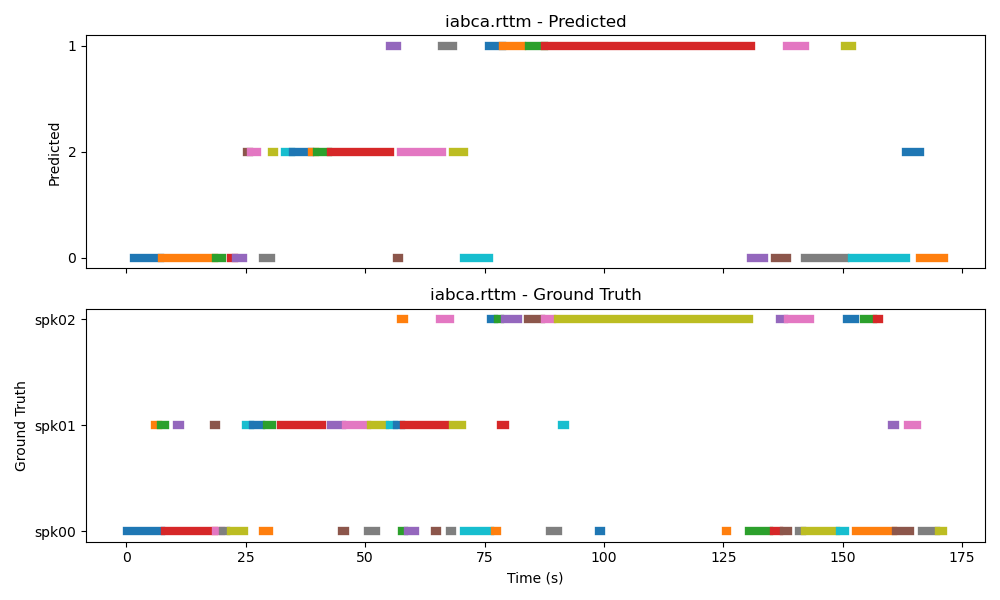 iabca.rttm - Predicted
1
2
0
Predicted
iabca.rttm - Ground Truth
spk02
spk01
spk00
Ground Truth
0 25 50 75 100 125 150 175
Time (s)